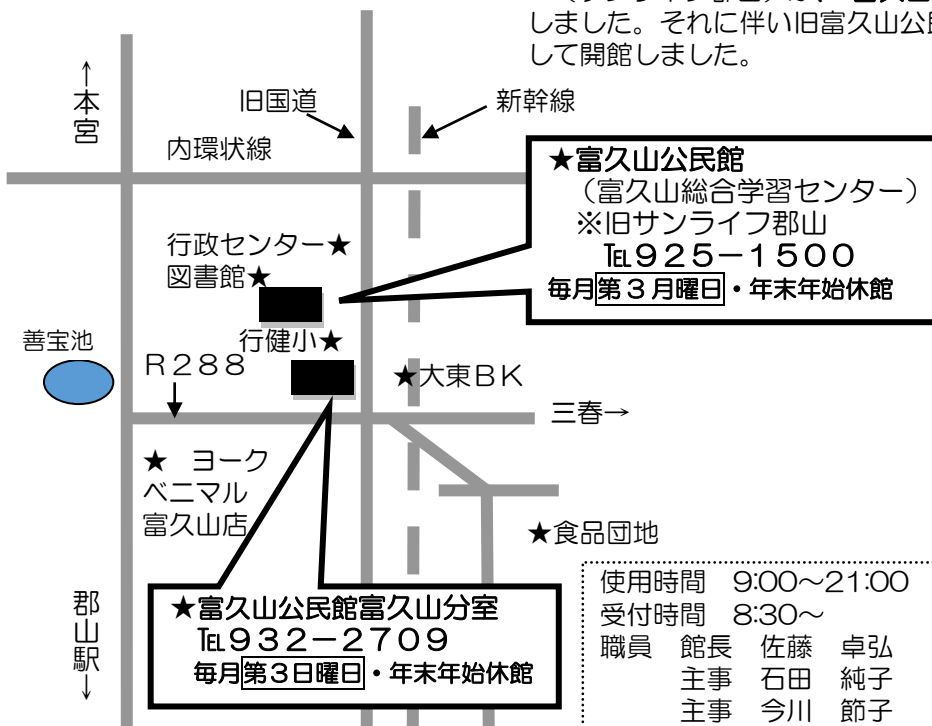 しました。それに伴い旧富久山公民
して開館しました。
↑本宮
旧国道
新幹線
内環状線
★富久山公民館
（富久山総合学習センター）
※旧サンライフ郡山
℡９２５－１５００
毎月第３月曜日・年末年始休館
行政センター★
図書館★
善宝池
行健小★
Ｒ２８８
★大東ＢＫ
三春→
★　ヨーク
ベニマル
富久山店
★食品団地
郡山駅↓
★富久山公民館富久山分室
℡９３２－２７０９
毎月第３日曜日・年末年始休館
使用時間　9:00～21:00
受付時間　8:30～
職員　館長　佐藤　卓弘
主事　石田　純子
主事　今川　節子